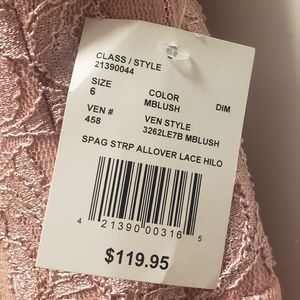 CLASS / STYLE
21390044
SIZE COLOR DIM
6 MBLUSH
VEN # VEN STYLE
458 3262LE7B MBLUSH
SPAG STRP ALLOVER LACE HILO
4 21390 00316 5
$119.95